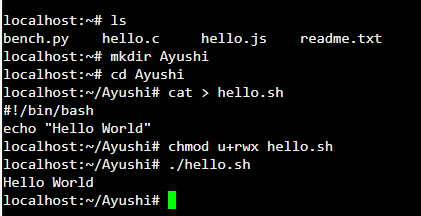 localhost:~# ls
bench.py    hello.c     hello.js    readme.txt
localhost:~# mkdir Ayushi
localhost:~# cd Ayushi
localhost:~/Ayushi# cat > hello.sh
#!/bin/bash
echo "Hello World"
localhost:~/Ayushi# chmod u+rwx hello.sh
localhost:~/Ayushi# ./hello.sh
Hello World
localhost:~/Ayushi#